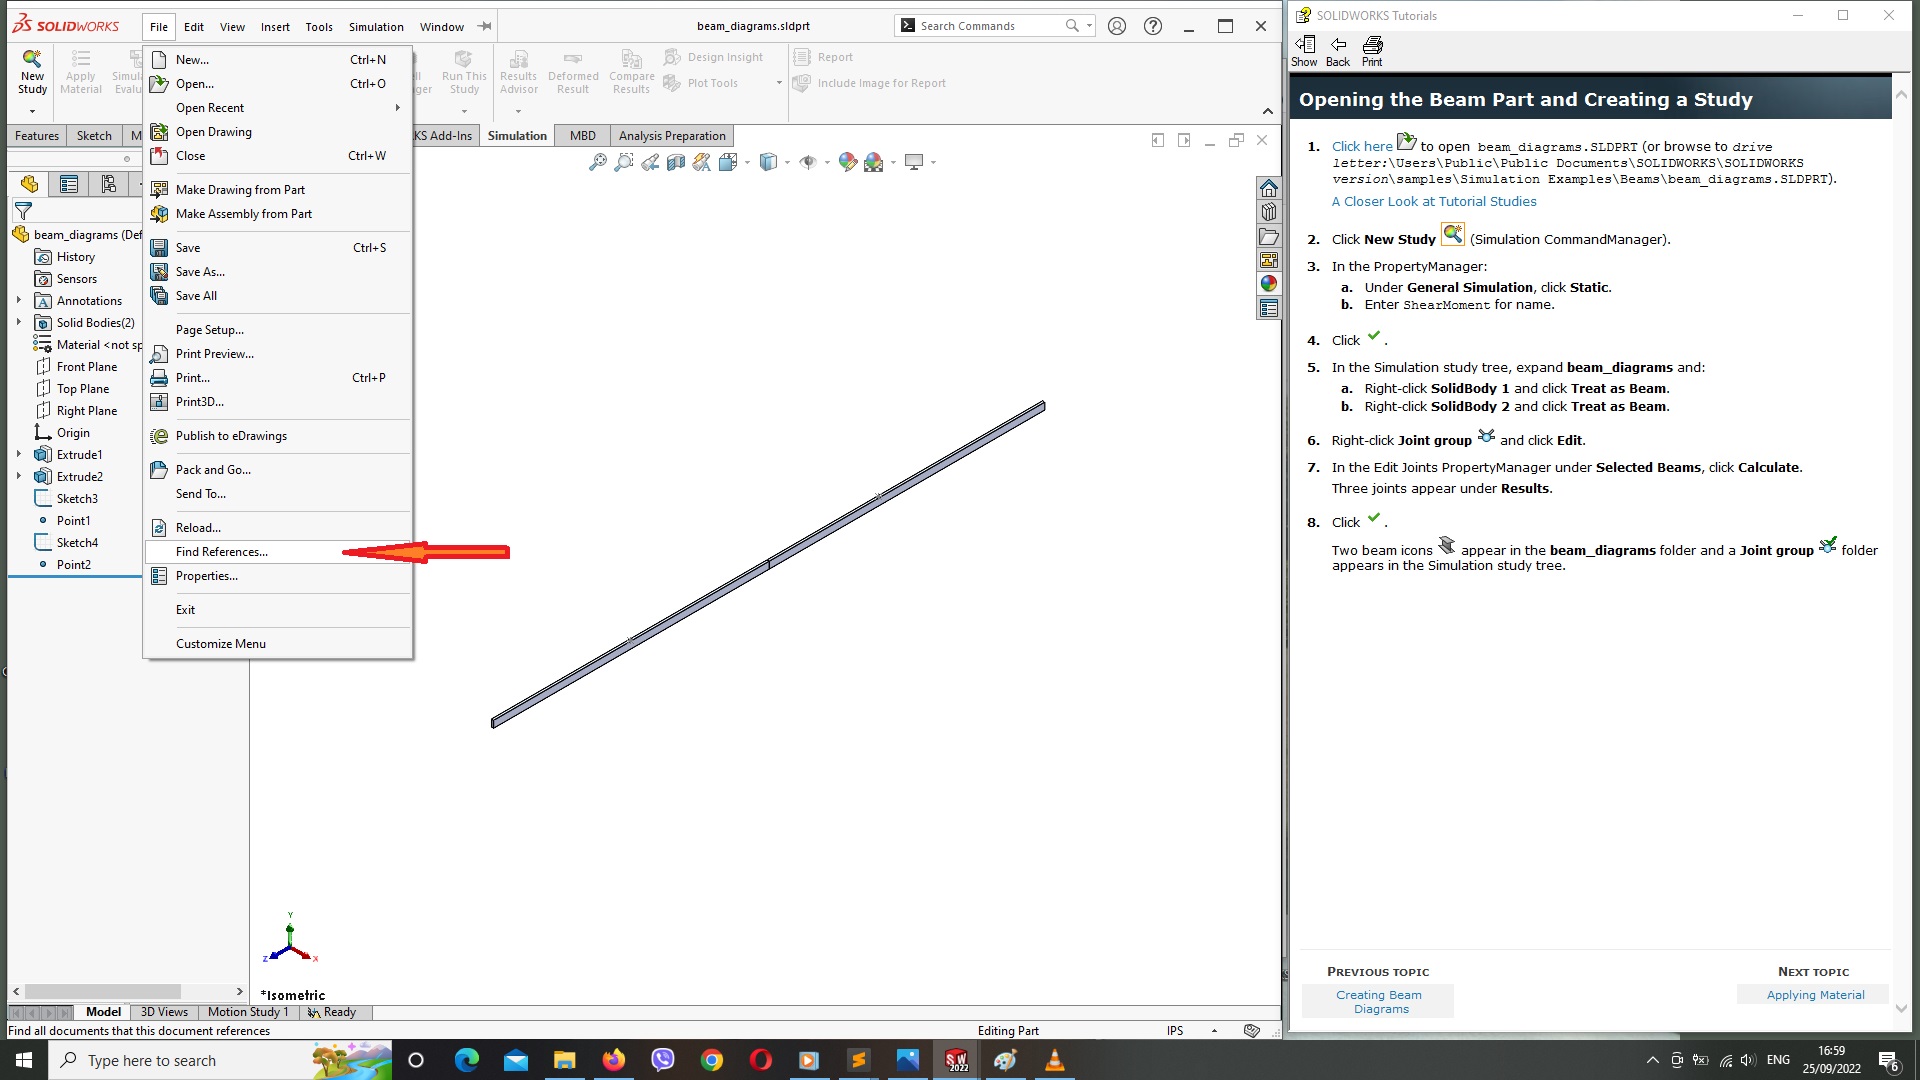 SOLIDWORKS File Edit View Insert Tools Simulation Window beam_diagrams.sldprt Search Commands
New Study
Apply Material
Run This Study
Results Advisor
Deformed Result
Compare Results
Design Insight
Plot Tools
Report
Include Image for Report
Features Sketch Simulation MBD Analysis Preparation
New... Ctrl+N
Open... Ctrl+O
Open Recent
Open Drawing
Close Ctrl+W
Make Drawing from Part
Make Assembly from Part
Save Ctrl+S
Save As...
Save All
Page Setup...
Print Preview...
Print... Ctrl+P
Print3D...
Publish to eDrawings
Pack and Go...
Send To...
Reload...
Find References...
Properties...
Exit
Customize Menu
beam_diagrams (Def
History
Sensors
Annotations
Solid Bodies(2)
Material <not sp
Front Plane
Top Plane
Right Plane
Origin
Extrude1
Extrude2
Sketch3
Point1
Sketch4
Point2
Y
Z X
*Isometric
Model 3D Views Motion Study 1 Ready
Find all documents that this document references Editing Part IPS
SOLIDWORKS Tutorials
Show Back Print
Opening the Beam Part and Creating a Study
1. Click here to open beam_diagrams.SLDPRT (or browse to drive
letter:\Users\Public\Public Documents\SOLIDWORKS\SOLIDWORKS
version\samples\Simulation Examples\Beams\beam_diagrams.SLDPRT).
A Closer Look at Tutorial Studies
2. Click New Study (Simulation CommandManager).
3. In the PropertyManager:
a. Under General Simulation, click Static.
b. Enter ShearMoment for name.
4. Click .
5. In the Simulation study tree, expand beam_diagrams and:
a. Right-click SolidBody 1 and click Treat as Beam.
b. Right-click SolidBody 2 and click Treat as Beam.
6. Right-click Joint group and click Edit.
7. In the Edit Joints PropertyManager under Selected Beams, click Calculate.
Three joints appear under Results.
8. Click .
Two beam icons appear in the beam_diagrams folder and a Joint group folder
appears in the Simulation study tree.
PREVIOUS TOPIC
Creating Beam
Diagrams
NEXT TOPIC
Applying Material
Type here to search
SW 2022
ENG
16:59
25/09/2022
6